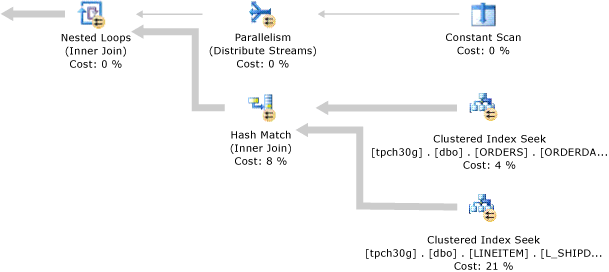 Nested Loops
(Inner Join)
Cost: 0 %
Parallelism
(Distribute Streams)
Cost: 0 %
Constant Scan
Cost: 0 %
Hash Match
(Inner Join)
Cost: 8 %
Clustered Index Seek
[tpch30g] . [dbo] . [ORDERS] . [ORDERDA...
Cost: 4 %
Clustered Index Seek
[tpch30g] . [dbo] . [LINEITEM] . [L_SHIPD...
Cost: 21 %